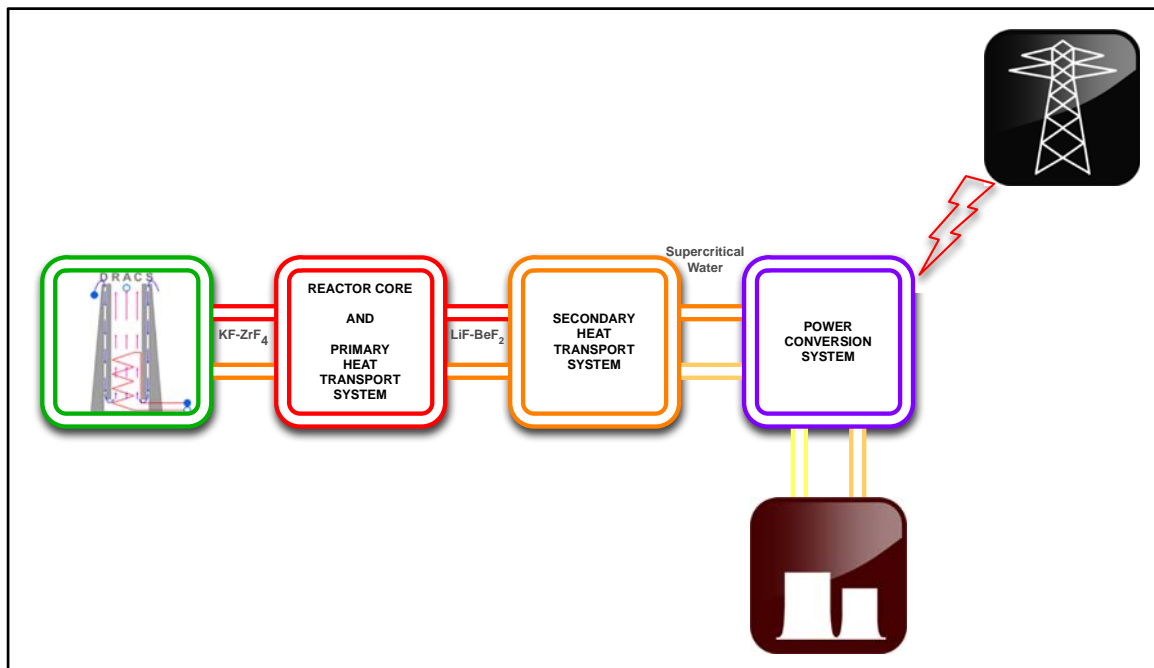 Supercritical
Water
DRACS
KF-ZrF4
REACTOR CORE
AND
PRIMARY
HEAT
TRANSPORT
SYSTEM
LiF-BeF2
SECONDARY
HEAT
TRANSPORT
SYSTEM
POWER
CONVERSION
SYSTEM